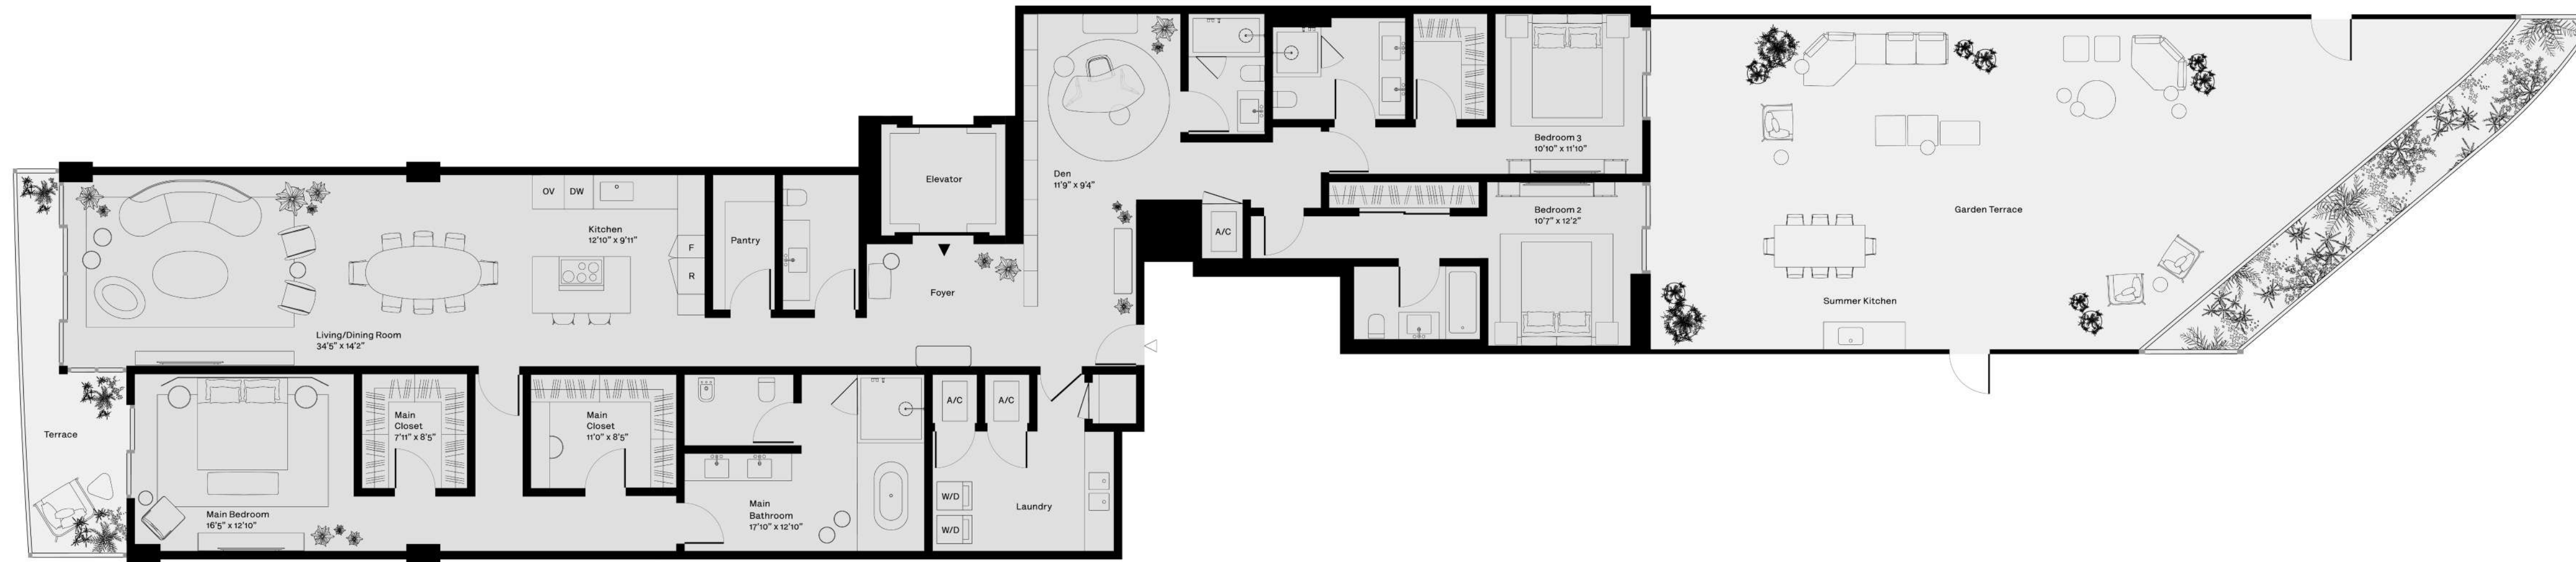 Elevator
Den
11'9" x 9'4"
Bedroom 3
10'10" x 11'10"
Bedroom 2
10'7" x 12'2"
A/C
Garden Terrace
Summer Kitchen
OV
DW
Kitchen
12'10" x 9'11"
F
R
Pantry
Foyer
Living/Dining Room
34'5" x 14'2"
Terrace
Main Bedroom
16'5" x 12'10"
Main
Closet
7'11" x 8'5"
Main
Closet
11'0" x 8'5"
Main
Bathroom
17'10" x 12'10"
A/C
A/C
W/D
W/D
Laundry